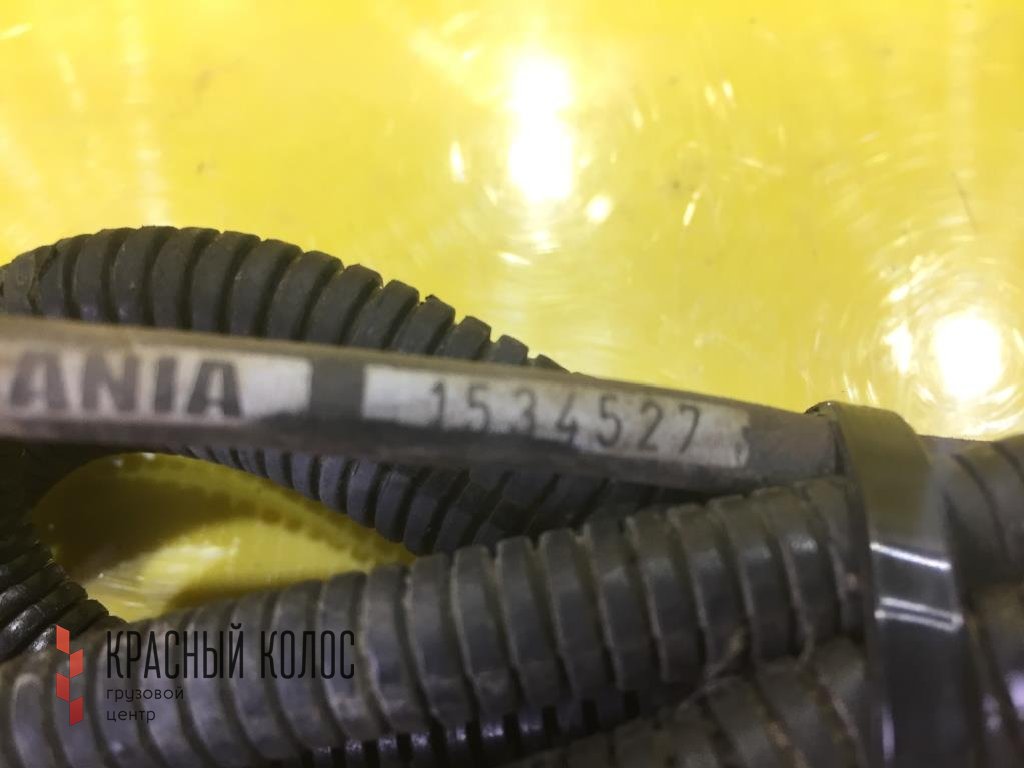 ANIA 1534527
КРАСНЫЙ КОЛОС
грузовой
центр